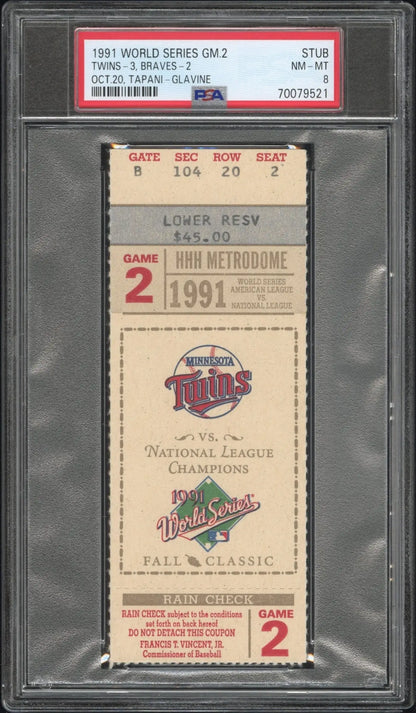 1991 WORLD SERIES GM.2 STUB
TWINS-3, BRAVES-2 NM-MT
OCT.20, TAPANI-GLAVINE 8
PSA 70079521
GATE SEC ROW SEAT
B 104 20 2
LOWER RESV
$45.00
GAME
2
HHH METRODOME
1991
WORLD SERIES
AMERICAN LEAGUE
VS.
NATIONAL LEAGUE
MINNESOTA
Twins
VS.
NATIONAL LEAGUE
CHAMPIONS
1991
World Series
FALL CLASSIC
RAIN CHECK
RAIN CHECK subject to the conditions
set forth on back hereof
DO NOT DETACH THIS COUPON
FRANCIS T. VINCENT, JR.
Commissioner of Baseball
GAME
2